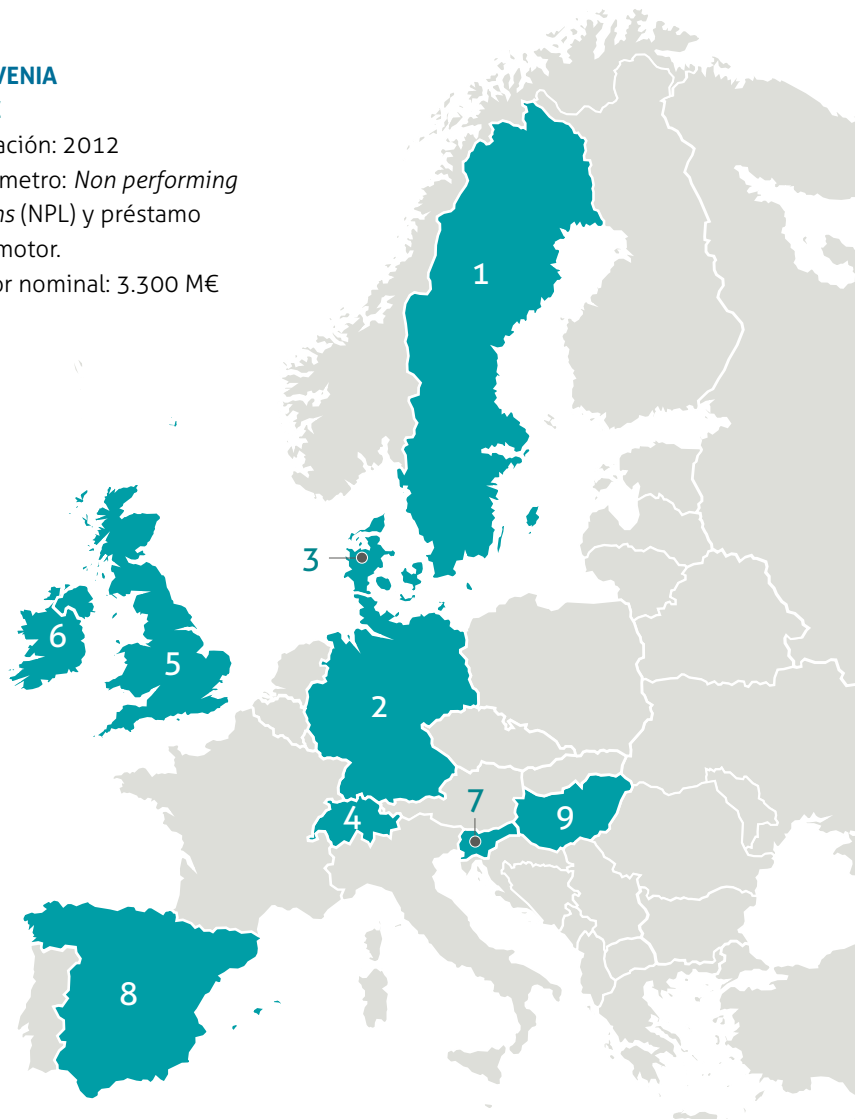 VENIA
ación: 2012
metro: Non performing
ns (NPL) y préstamo
motor.
or nominal: 3.300 M€
1
3
6
5
2
7
4
9
8